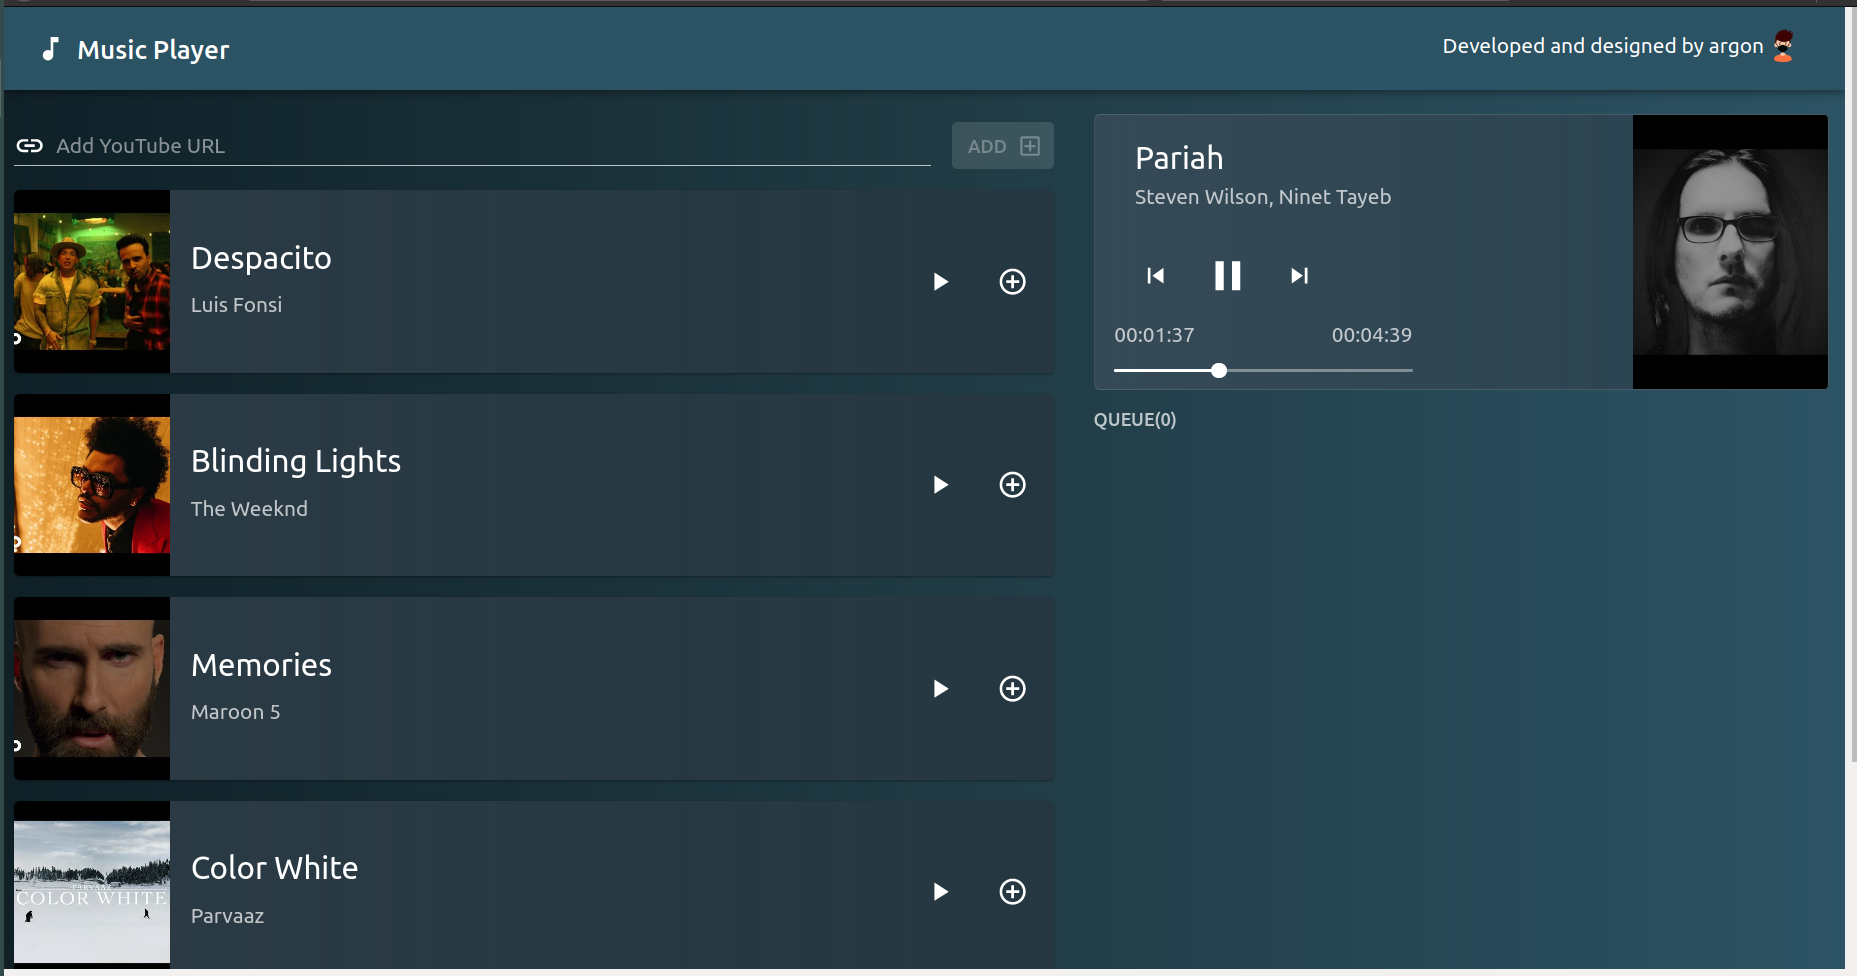 Music Player
Developed and designed by argon
Add YouTube URL
ADD
Despacito
Luis Fonsi
Blinding Lights
The Weeknd
Memories
Maroon 5
PARVAAZ
COLOR WHITE
Color White
Parvaaz
Pariah
Steven Wilson, Ninet Tayeb
00:01:37 00:04:39
QUEUE(0)